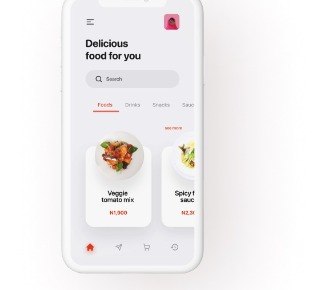 Delicious
food for you
Search
Foods Drinks Snacks Sauc
see more
Veggie
tomato mix
N1,900
Spicy f
sauc
N2,3